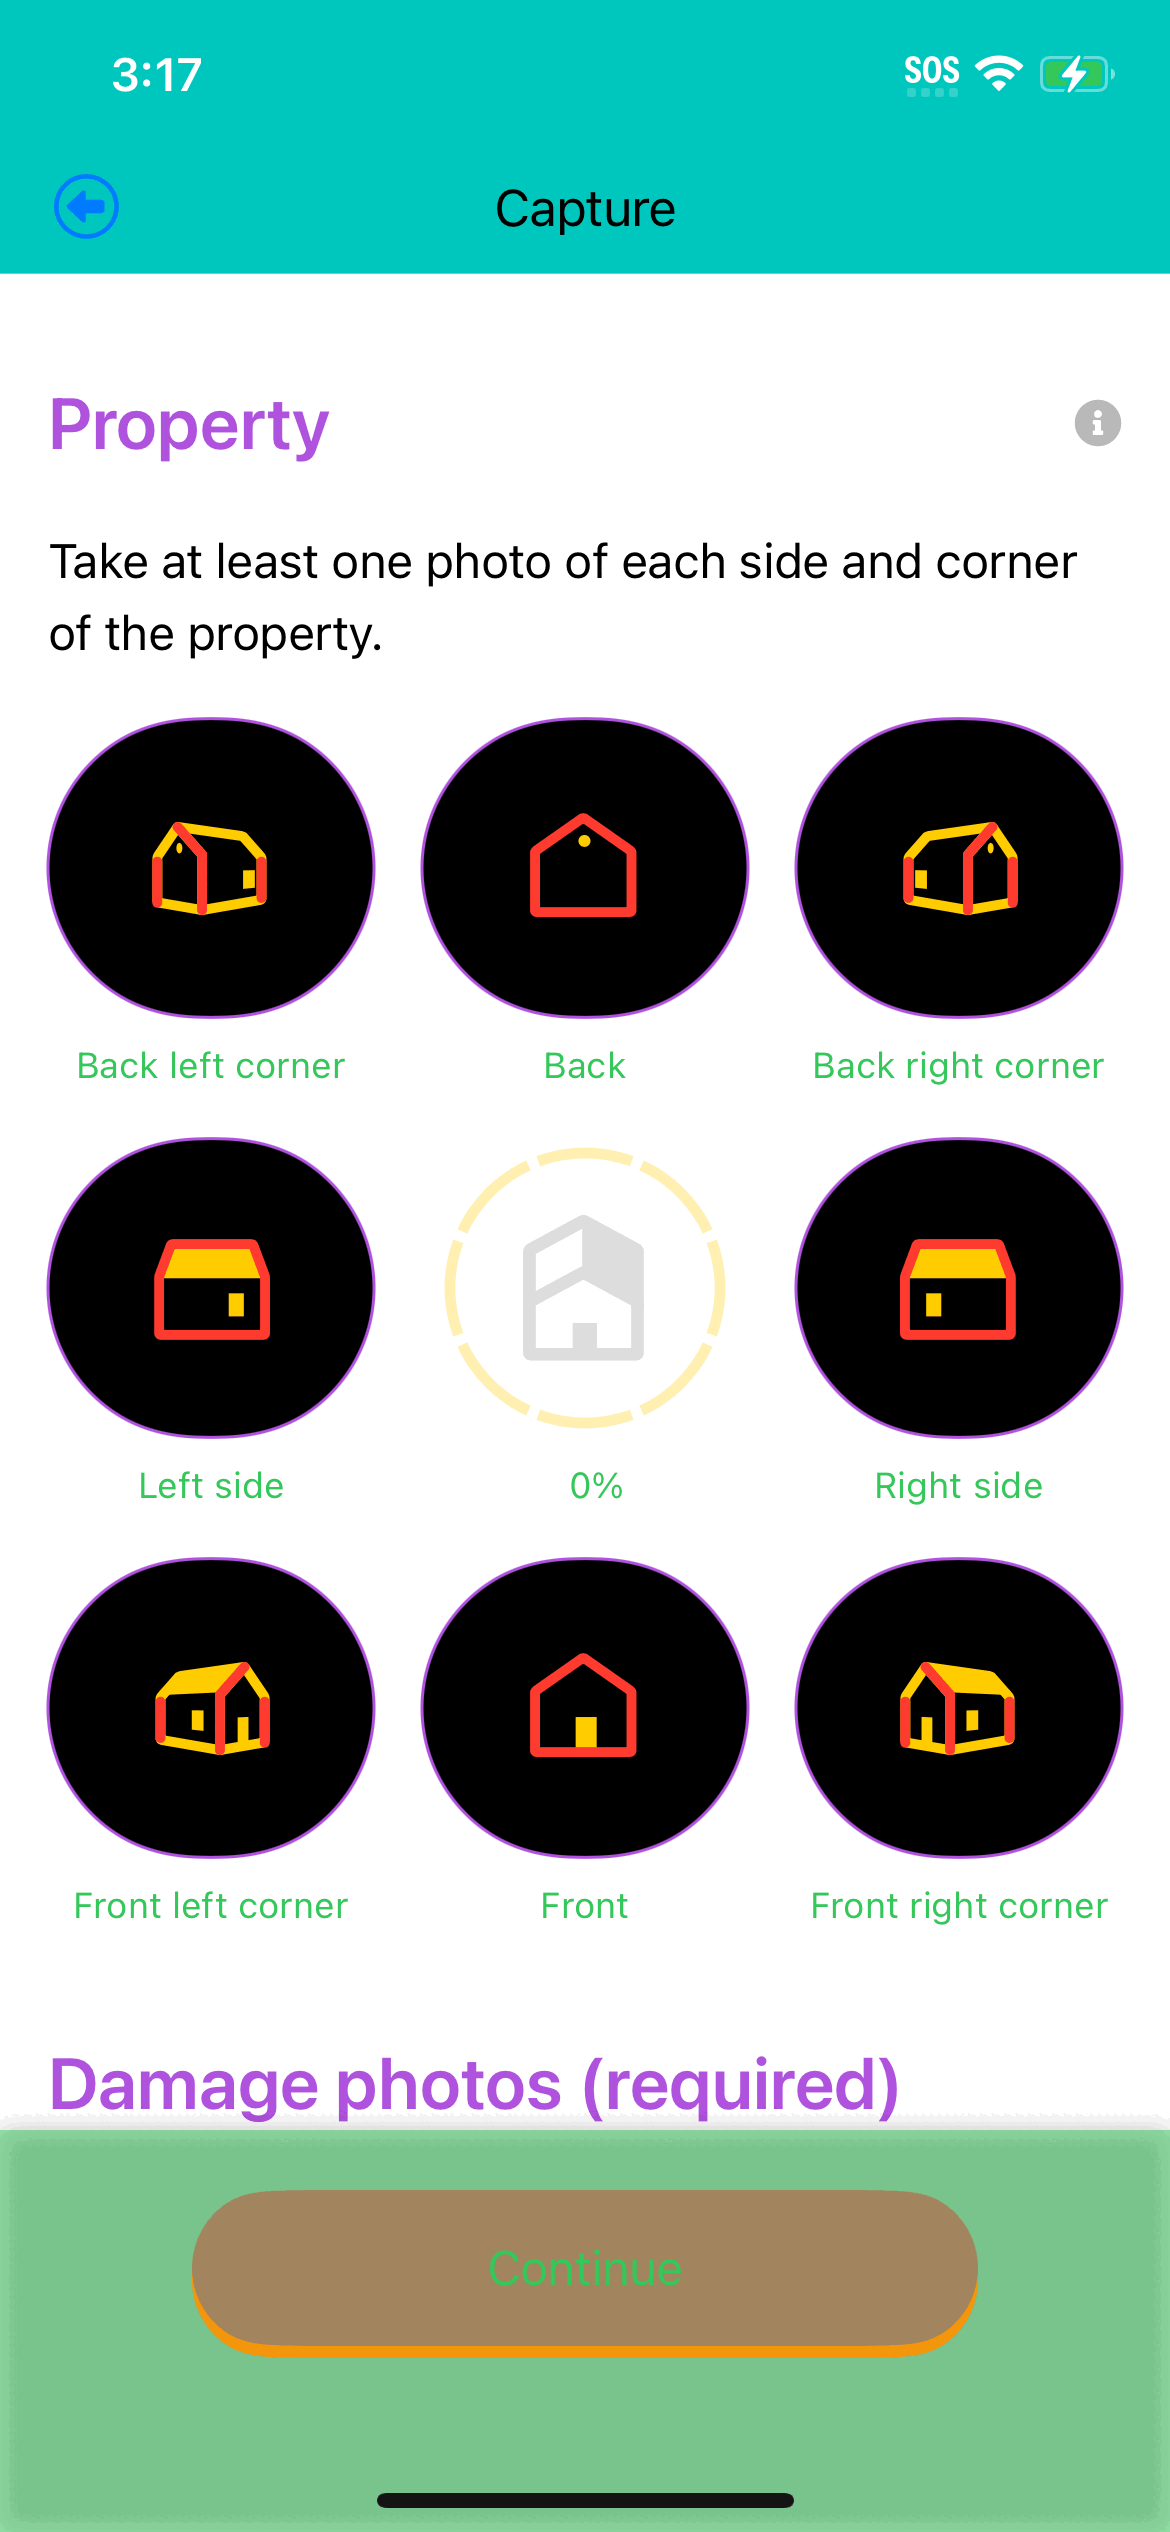 3:17
SOS
Capture
Property
Take at least one photo of each side and corner
of the property.
Back left corner
Back
Back right corner
Left side
0%
Right side
Front left corner
Front
Front right corner
Damage photos (required)
Continue